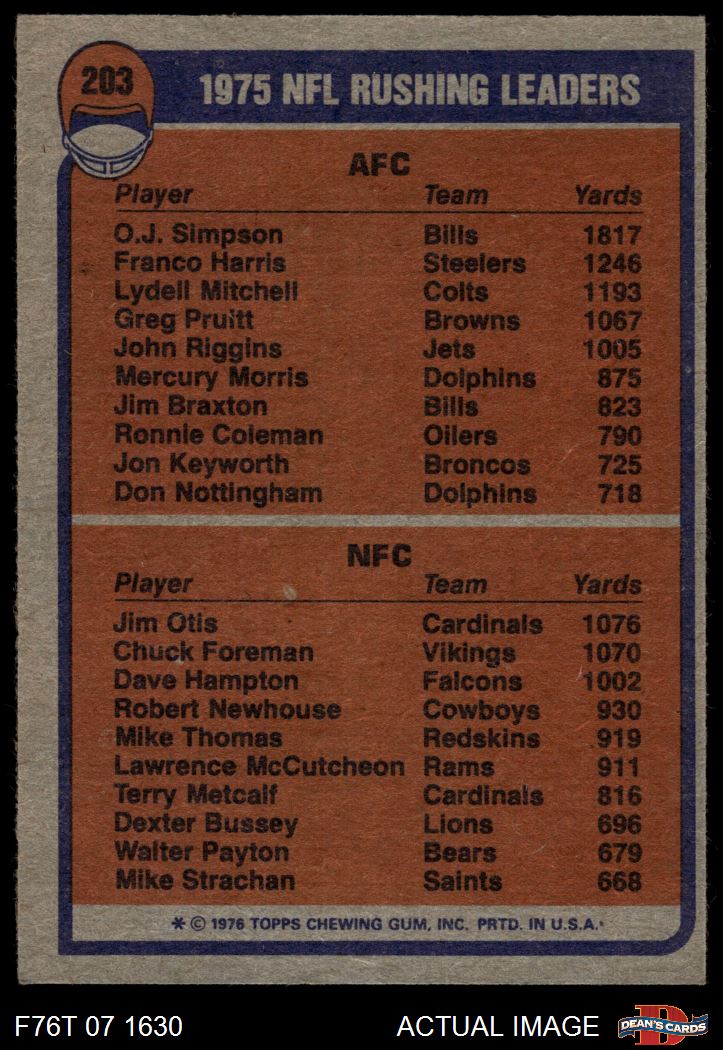 203
1975 NFL RUSHING LEADERS
AFC
Player Team Yards
O.J. Simpson Bills 1817
Franco Harris Steelers 1246
Lydell Mitchell Colts 1193
Greg Pruitt Browns 1067
John Riggins Jets 1005
Mercury Morris Dolphins 875
Jim Braxton Bills 823
Ronnie Coleman Oilers 790
Jon Keyworth Broncos 725
Don Nottingham Dolphins 718
NFC
Player Team Yards
Jim Otis Cardinals 1076
Chuck Foreman Vikings 1070
Dave Hampton Falcons 1002
Robert Newhouse Cowboys 930
Mike Thomas Redskins 919
Lawrence McCutcheon Rams 911
Terry Metcalf Cardinals 816
Dexter Bussey Lions 696
Walter Payton Bears 679
Mike Strachan Saints 668
* © 1976 TOPPS CHEWING GUM, INC. PRTD. IN U.S.A.
F76T 07 1630 ACTUAL IMAGE D DEAN'S CARDS